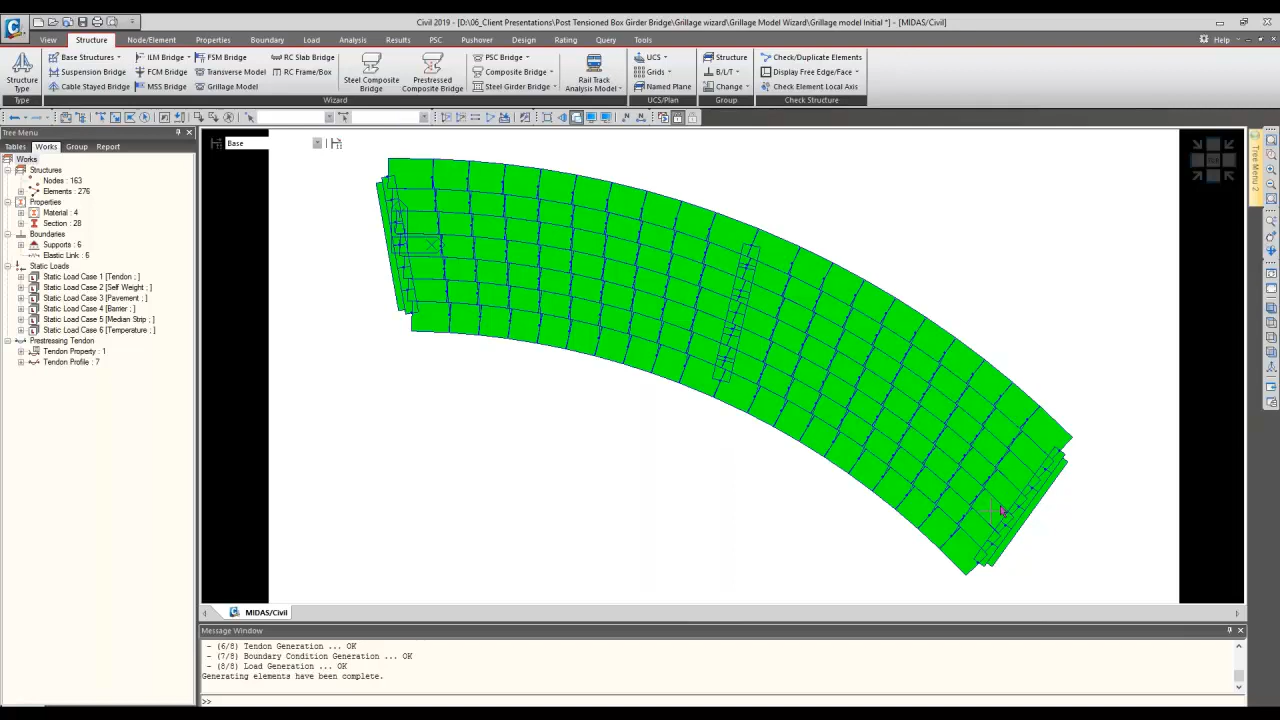 Civil 2019 - [D:\06_Client Presentations\Post Tensioned Box Girder Bridge\Grillage wizard\Grillage Model Wizard\Grillage model Initial *] - [MIDAS/Civil]
View Structure Node/Element Properties Boundary Load Analysis Results PSC Pushover Design Rating Query Tools Help
Base Structures ILM Bridge FSM Bridge RC Slab Bridge PSC Bridge UCS Structure Check/Duplicate Elements
Suspension Bridge FCM Bridge Transverse Model RC Frame/Box Composite Bridge Grids B/L/T Display Free Edge/Face
Cable Stayed Bridge MSS Bridge Grillage Model Steel Girder Bridge Named Plane Change Check Element Local Axis
Structure Type
Steel Composite Bridge
Prestressed Composite Bridge
Rail Track Analysis Model
Type Wizard UCS/Plan Group Check Structure
Tree Menu
Base
Tables Works Group Report
Works
Structures
Nodes : 163
Elements : 276
Properties
Material : 4
Section : 28
Boundaries
Supports : 6
Elastic Link : 6
Static Loads
Static Load Case 1 [Tendon ; ]
Static Load Case 2 [Self Weight ; ]
Static Load Case 3 [Pavement ; ]
Static Load Case 4 [Barrier ; ]
Static Load Case 5 [Median Strip ; ]
Static Load Case 6 [Temperature ; ]
Prestressing Tendon
Tendon Property : 1
Tendon Profile : 7
Tree Menu 2
MIDAS/Civil
Message Window
- (6/8) Tendon Generation ... OK
- (7/8) Boundary Condition Generation ... OK
- (8/8) Load Generation ... OK
Generating elements have been complete.
>>